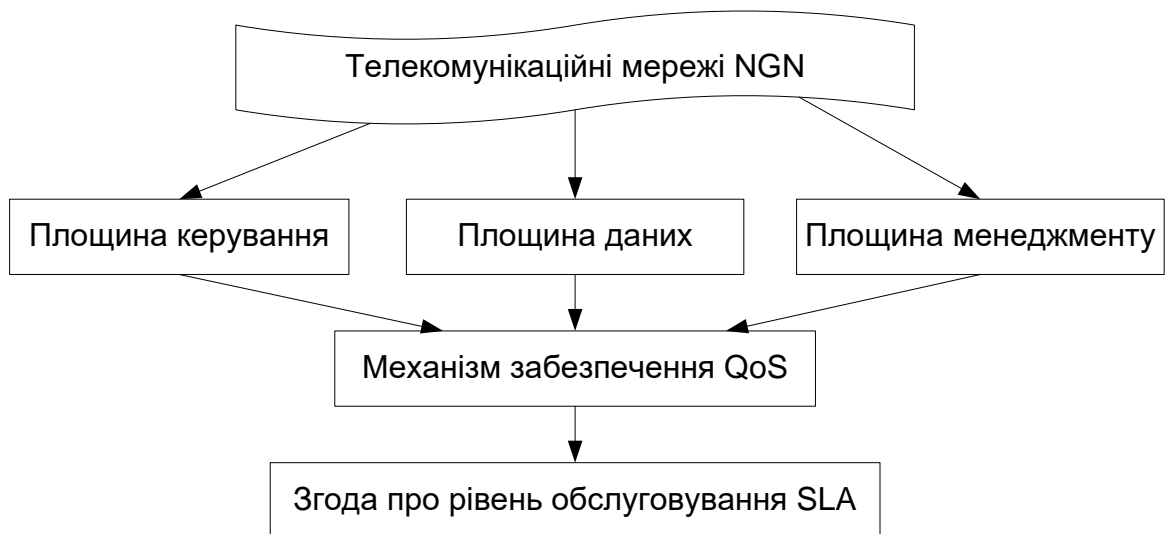 Телекомунікаційні мережі NGN
Площина керування
Площина даних
Площина менеджменту
Механізм забезпечення QoS
Згода про рівень обслуговування SLA